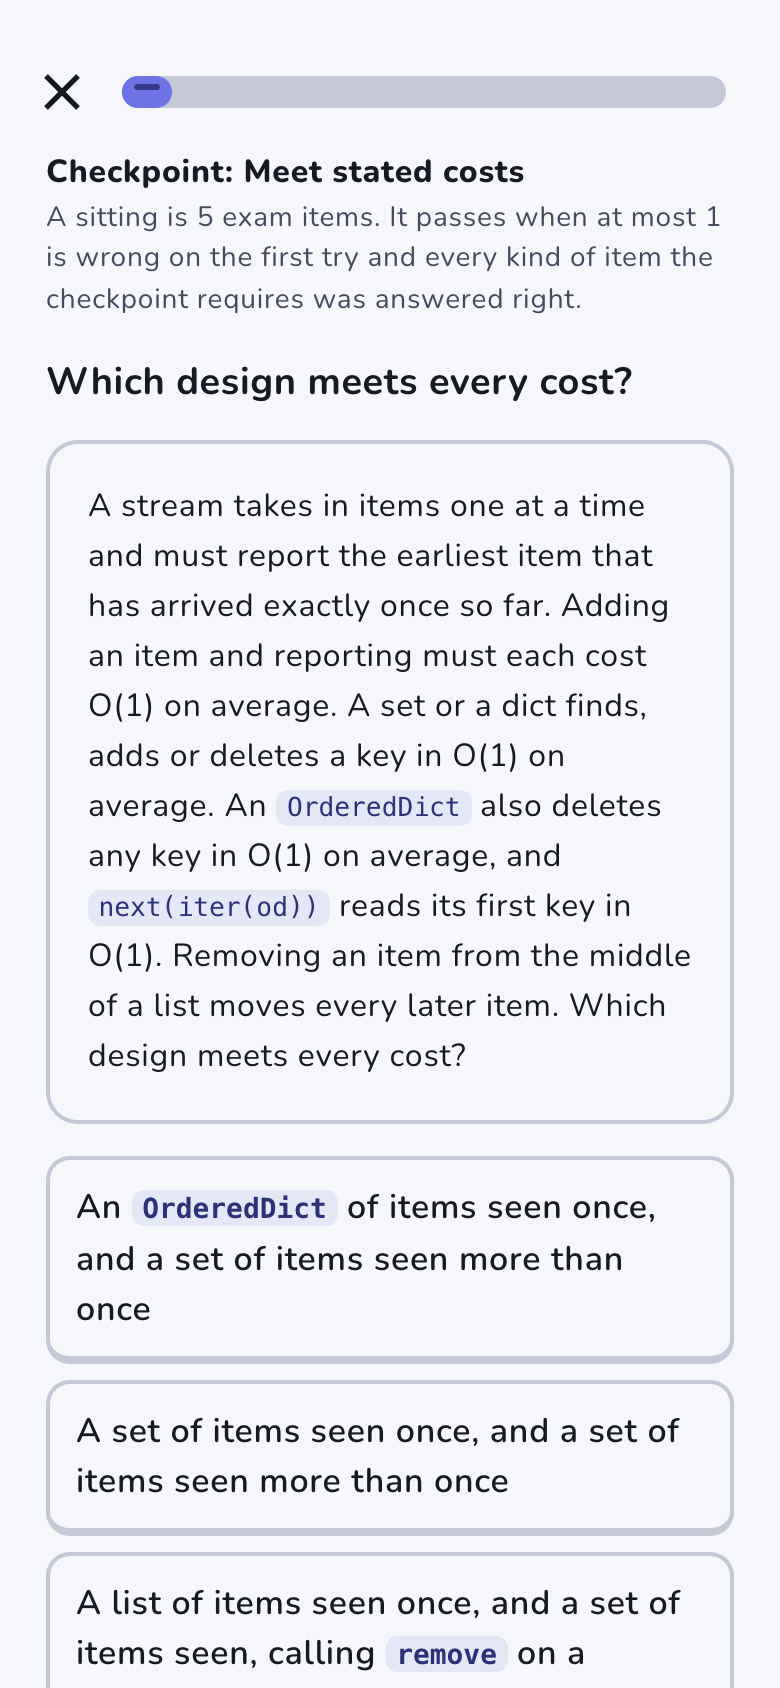 Checkpoint: Meet stated costs
A sitting is 5 exam items. It passes when at most 1
is wrong on the first try and every kind of item the
checkpoint requires was answered right.
Which design meets every cost?
A stream takes in items one at a time
and must report the earliest item that
has arrived exactly once so far. Adding
an item and reporting must each cost
O(1) on average. A set or a dict finds,
adds or deletes a key in O(1) on
average. An OrderedDict also deletes
any key in O(1) on average, and
next(iter(od)) reads its first key in
O(1). Removing an item from the middle
of a list moves every later item. Which
design meets every cost?
An OrderedDict of items seen once,
and a set of items seen more than
once
A set of items seen once, and a set of
items seen more than once
A list of items seen once, and a set of
items seen, calling remove on a